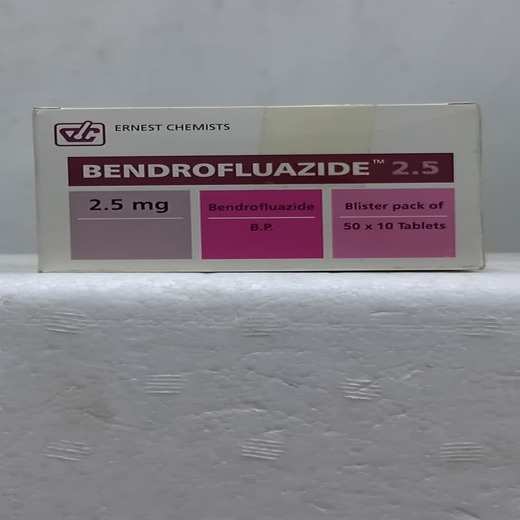 ERNEST CHEMISTS
BENDROFLUAZIDE™ 2.5
2.5 mg
Bendrofluazide
B.P.
Blister pack of
50 x 10 Tablets